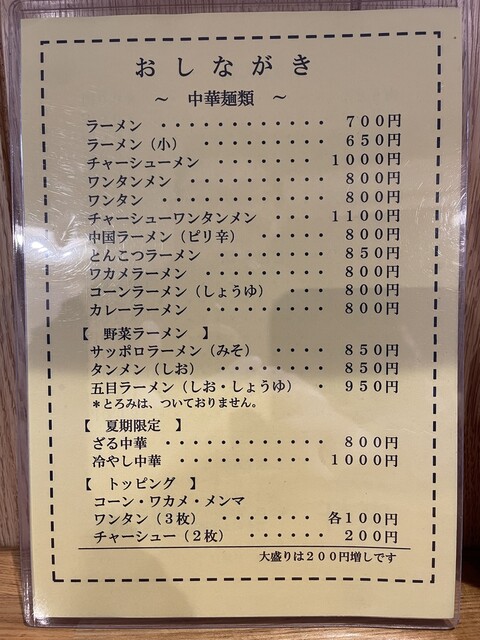 おしながき
～ 中華麺類 ～
ラーメン ・・・・・・・・・・・・ ７００円
ラーメン（小） ・・・・・・・・・・ ６５０円
チャーシューメン ・・・・・・・・・ １０００円
ワンタンメン ・・・・・・・・・・ ８００円
ワンタン ・・・・・・・・・・・・ ８００円
チャーシューワンタンメン ・・・ １１００円
中国ラーメン（ピリ辛） ・・・・・ ８００円
とんこつラーメン ・・・・・・・・ ８５０円
ワカメラーメン ・・・・・・・・・ ８００円
コーンラーメン（しょうゆ） ・・・ ８００円
カレーラーメン ・・・・・・・・・ ８００円
【 野菜ラーメン 】
サッポロラーメン（みそ） ・・・・ ８５０円
タンメン（しお） ・・・・・・・・ ８５０円
五目ラーメン（しお・しょうゆ） ・ ９５０円
＊とろみは、ついておりません。
【 夏期限定 】
ざる中華 ・・・・・・・・・・・ ８００円
冷やし中華 ・・・・・・・・・・・ １０００円
【 トッピング 】
コーン・ワカメ・メンマ
ワンタン（３枚） ・・・・・・・ 各１００円
チャーシュー（２枚） ・・・・・・ ２００円
大盛りは２００円増しです